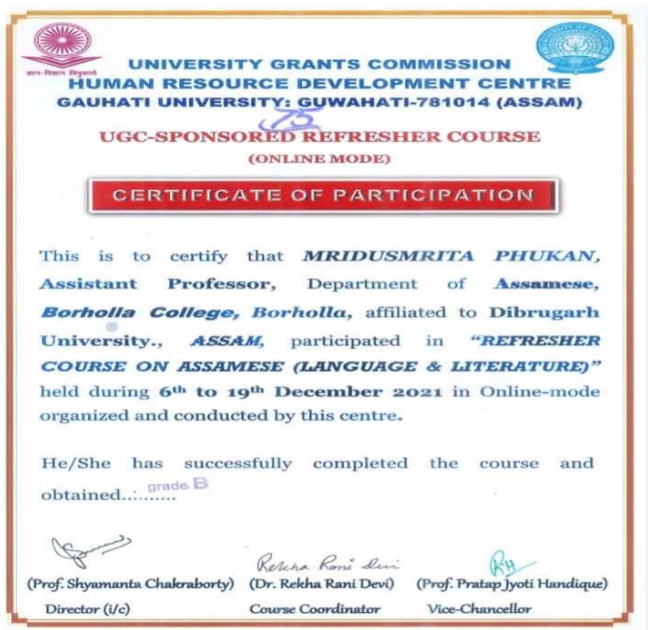 ज्ञान-विज्ञान विमुक्तये
UNIVERSITY GRANTS COMMISSION
HUMAN RESOURCE DEVELOPMENT CENTRE
GAUHATI UNIVERSITY: GUWAHATI-781014 (ASSAM)
75
UGC-SPONSORED REFRESHER COURSE
(ONLINE MODE)
CERTIFICATE OF PARTICIPATION
This is to certify that MRIDUSMRITA PHUKAN,
Assistant Professor, Department of Assamese,
Borholla College, Borholla, affiliated to Dibrugarh
University., ASSAM, participated in “REFRESHER
COURSE ON ASSAMESE (LANGUAGE & LITERATURE)”
held during 6th to 19th December 2021 in Online-mode
organized and conducted by this centre.
He/She has successfully completed the course and
obtained..:.......grade B
Rekha Rani Devi
(Prof. Shyamanta Chakraborty) (Dr. Rekha Rani Devi) (Prof. Pratap Jyoti Handique)
Director (i/c) Course Coordinator Vice-Chancellor